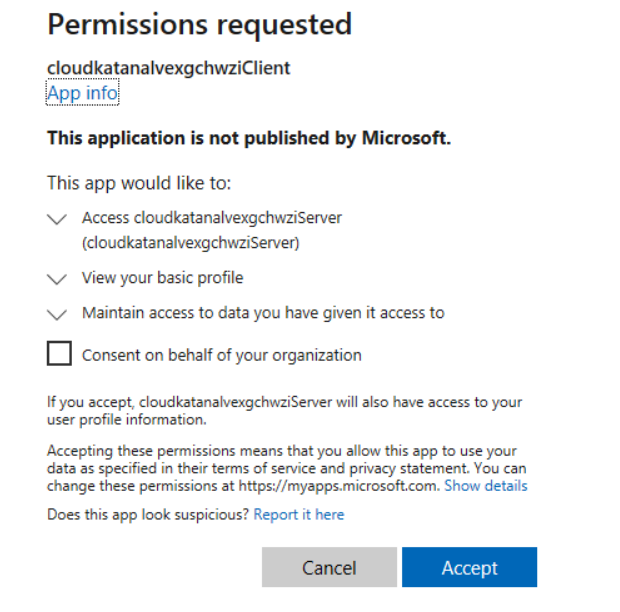 Permissions requested
cloudkatanalvexgchwziClient
App info
This application is not published by Microsoft.
This app would like to:
Access cloudkatanalvexgchwziServer
(cloudkatanalvexgchwziServer)
View your basic profile
Maintain access to data you have given it access to
Consent on behalf of your organization
If you accept, cloudkatanalvexgchwziServer will also have access to your
user profile information.
Accepting these permissions means that you allow this app to use your
data as specified in their terms of service and privacy statement. You can
change these permissions at https://myapps.microsoft.com. Show details
Does this app look suspicious? Report it here
Cancel
Accept